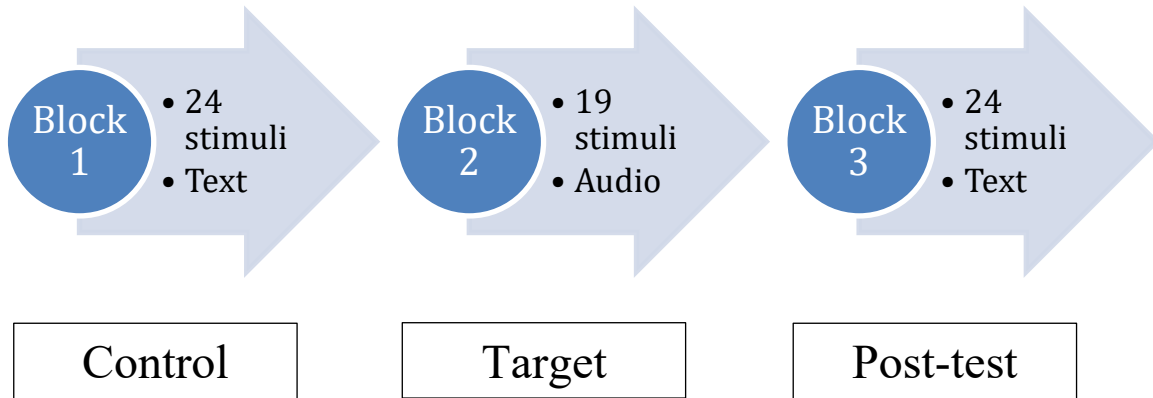 Block
1
• 24
stimuli
• Text
Block
2
• 19
stimuli
• Audio
Block
3
• 24
stimuli
• Text
Control
Target
Post-test